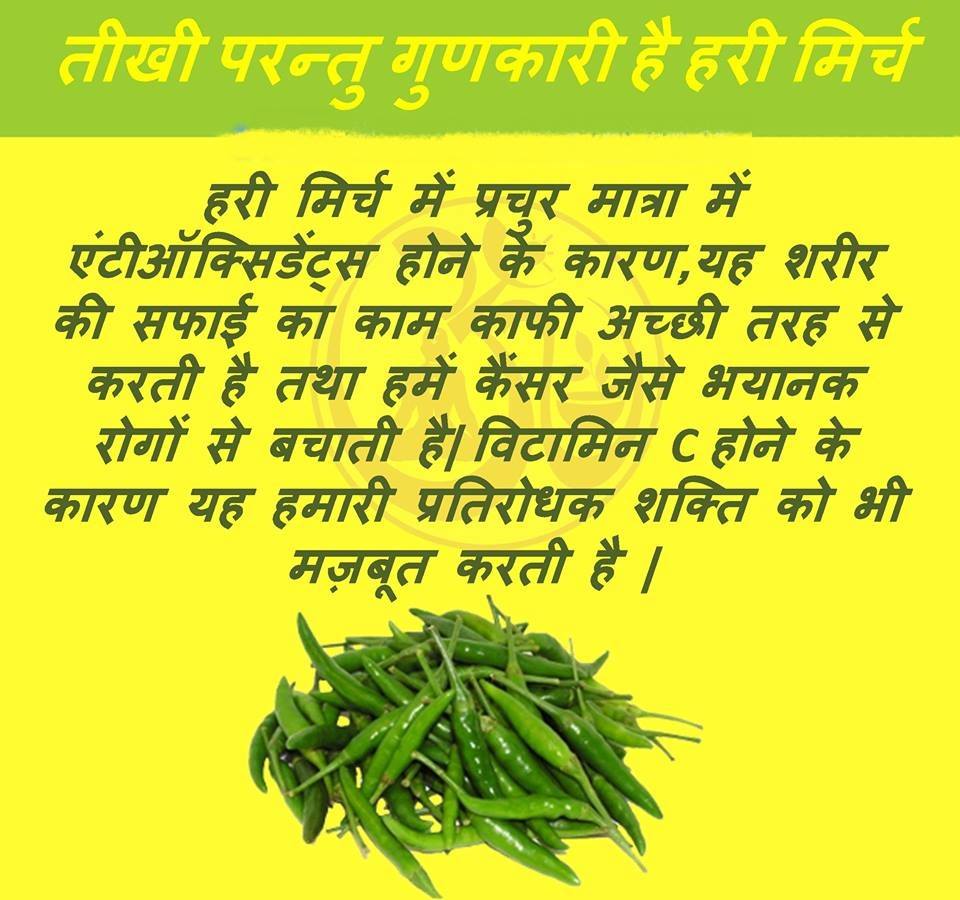 तीखी परन्तु गुणकारी है हरी मिर्च
हरी मिर्च में प्रचुर मात्रा में
एंटीऑक्सिडेंट्स होने के कारण,यह शरीर
की सफाई का काम काफी अच्छी तरह से
करती है तथा हमें कैंसर जैसे भयानक
रोगों से बचाती है| विटामिन C होने के
कारण यह हमारी प्रतिरोधक शक्ति को भी
मज़बूत करती है |